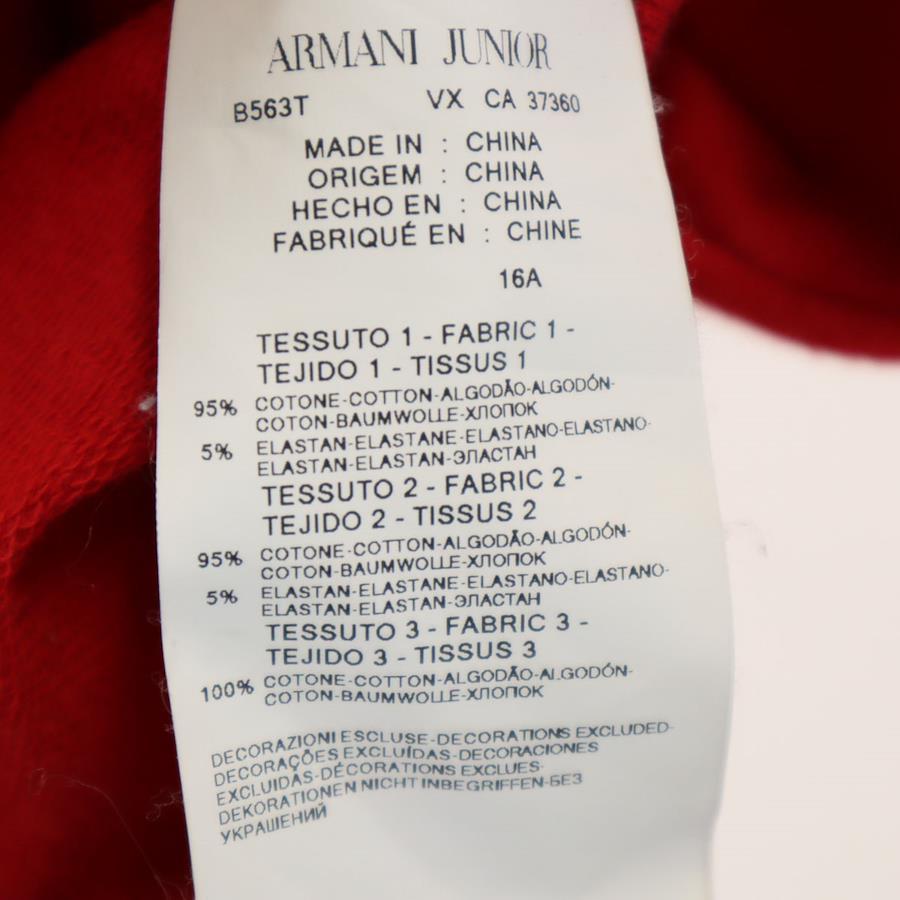 ARMANI JUNIOR
B563T VX CA 37360
MADE IN : CHINA
ORIGEM : CHINA
HECHO EN : CHINA
FABRIQUÉ EN : CHINE
16A
TESSUTO 1 - FABRIC 1 -
TEJIDO 1 - TISSUS 1
95% COTONE-COTTON-ALGODÃO-ALGODÓN-
COTON-BAUMWOLLE-ХЛОПОК
5% ELASTAN-ELASTANE-ELASTANO-ELASTANO-
ELASTAN-ELASTAN-ЭЛАСТАН
TESSUTO 2 - FABRIC 2 -
TEJIDO 2 - TISSUS 2
95% COTONE-COTTON-ALGODÃO-ALGODÓN-
COTON-BAUMWOLLE-ХЛОПОК
5% ELASTAN-ELASTANE-ELASTANO-ELASTANO-
ELASTAN-ELASTAN-ЭЛАСТАН
TESSUTO 3 - FABRIC 3 -
TEJIDO 3 - TISSUS 3
100% COTONE-COTTON-ALGODÃO-ALGODÓN-
COTON-BAUMWOLLE-ХЛОПОК
DECORAZIONI ESCLUSE-DECORATIONS EXCLUDED-
DECORAÇÕES EXCLUÍDAS-DECORACIONES
EXCLUIDAS-DÉCORATIONS EXCLUES-
DEKORATIONEN NICHT INBEGRIFFEN-БЕЗ
УКРАШЕНИЙ